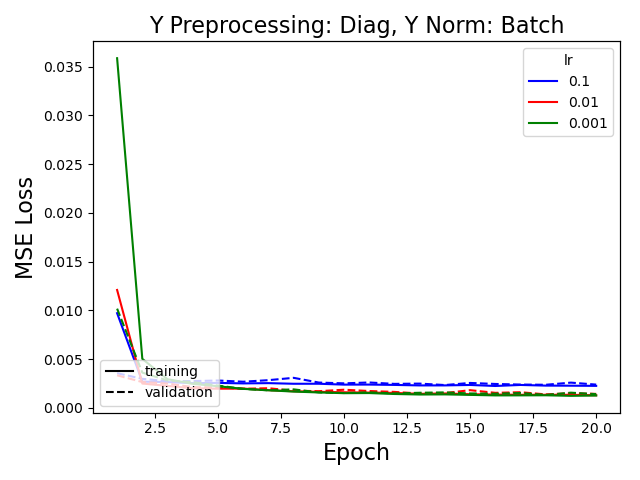 Y Preprocessing: Diag, Y Norm: Batch
MSE Loss
0.035
0.030
0.025
0.020
0.015
0.010
0.005
0.000
lr
0.1
0.01
0.001
training
validation
2.5 5.0 7.5 10.0 12.5 15.0 17.5 20.0
Epoch